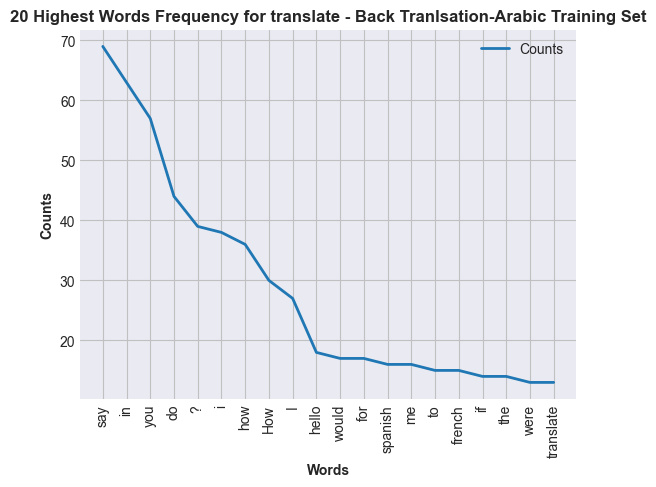 20 Highest Words Frequency for translate - Back Tranlsation-Arabic Training Set
Counts
70
60
50
40
30
20
Counts
say
in
you
do
?
i
how
How
I
hello
would
for
spanish
me
to
french
if
the
were
translate
Words